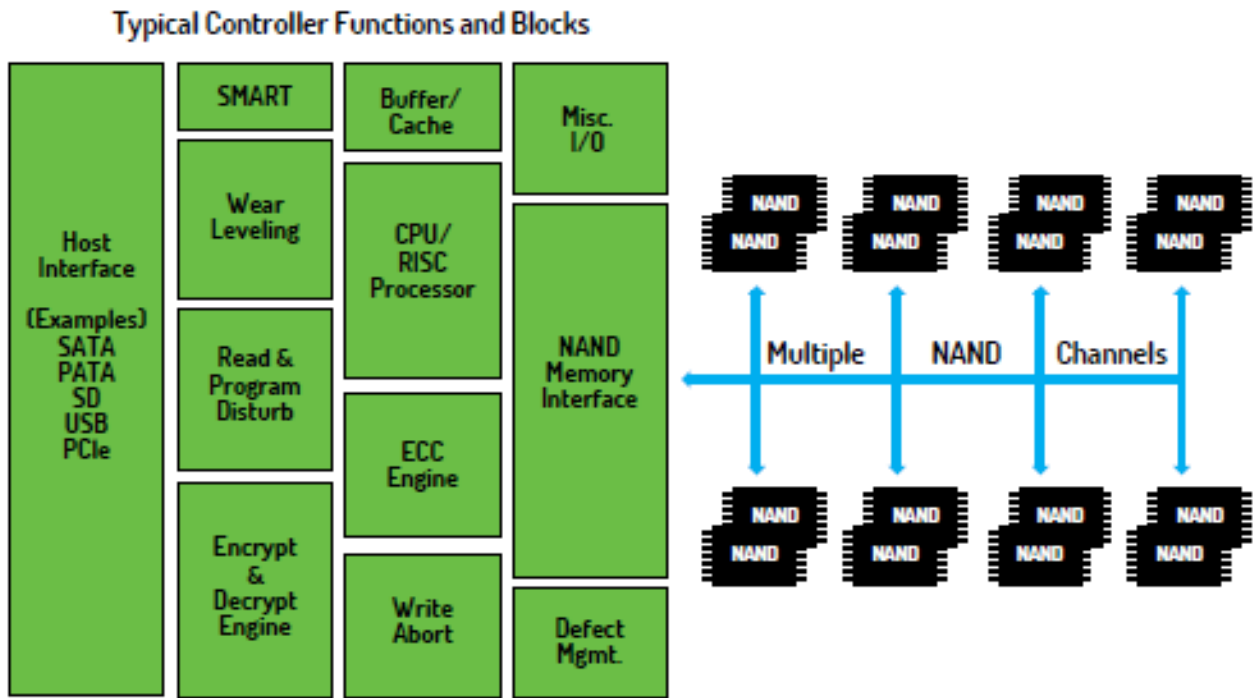 Typical Controller Functions and Blocks
Host
Interface
(Examples)
SATA
PATA
SD
USB
PCIe
SMART
Wear
Leveling
Read &
Program
Disturb
Encrypt
&
Decrypt
Engine
Buffer/
Cache
CPU/
RISC
Processor
ECC
Engine
Write
Abort
Misc.
I/O
NAND
Memory
Interface
Defect
Mgmt.
NAND
NAND
NAND
NAND
NAND
NAND
NAND
NAND
Multiple NAND Channels
NAND
NAND
NAND
NAND
NAND
NAND
NAND
NAND